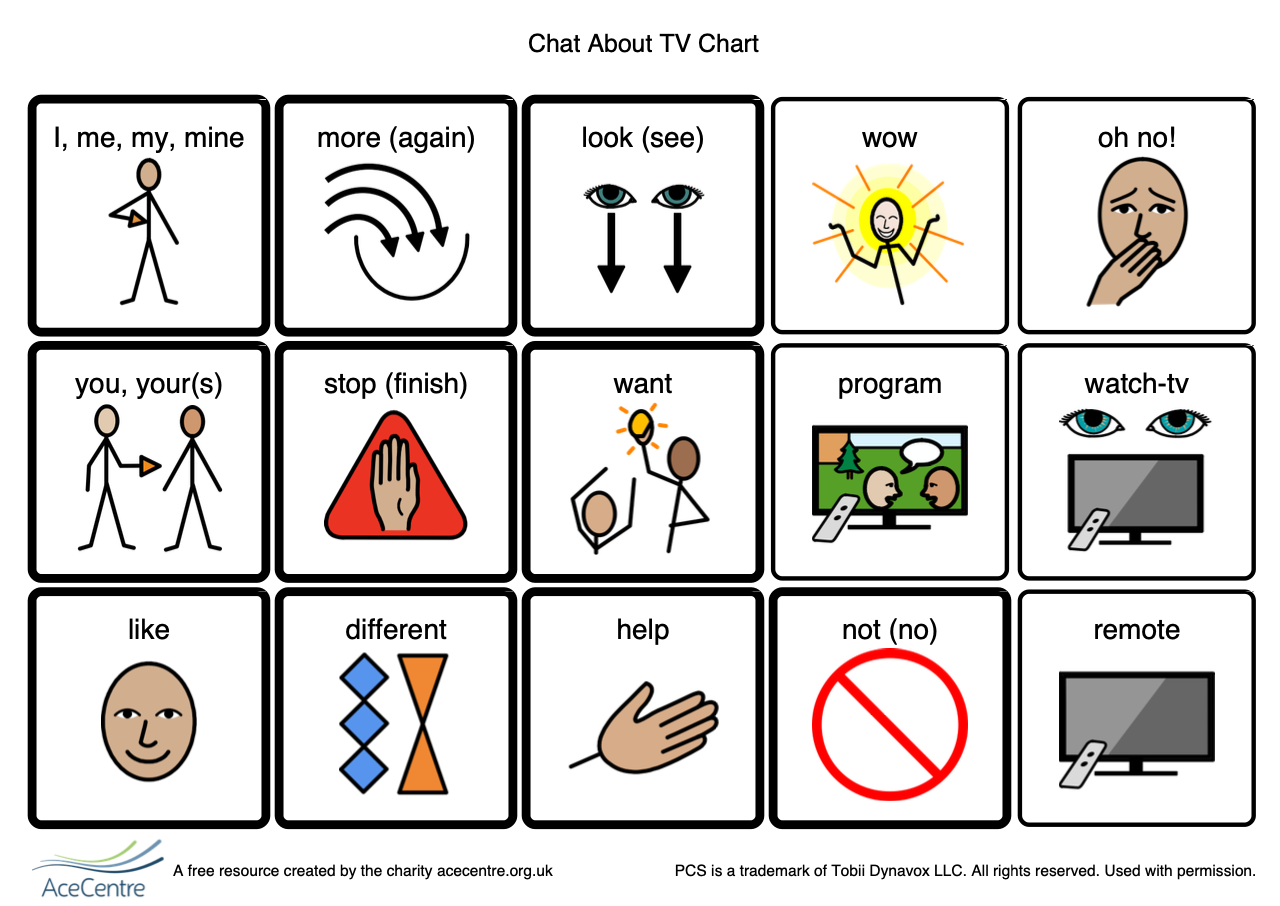 Chat About TV Chart
I, me, my, mine
more (again)
look (see)
wow
oh no!
you, your(s)
stop (finish)
want
program
watch-tv
like
different
help
not (no)
remote
AceCentre
A free resource created by the charity acecentre.org.uk
PCS is a trademark of Tobii Dynavox LLC. All rights reserved. Used with permission.